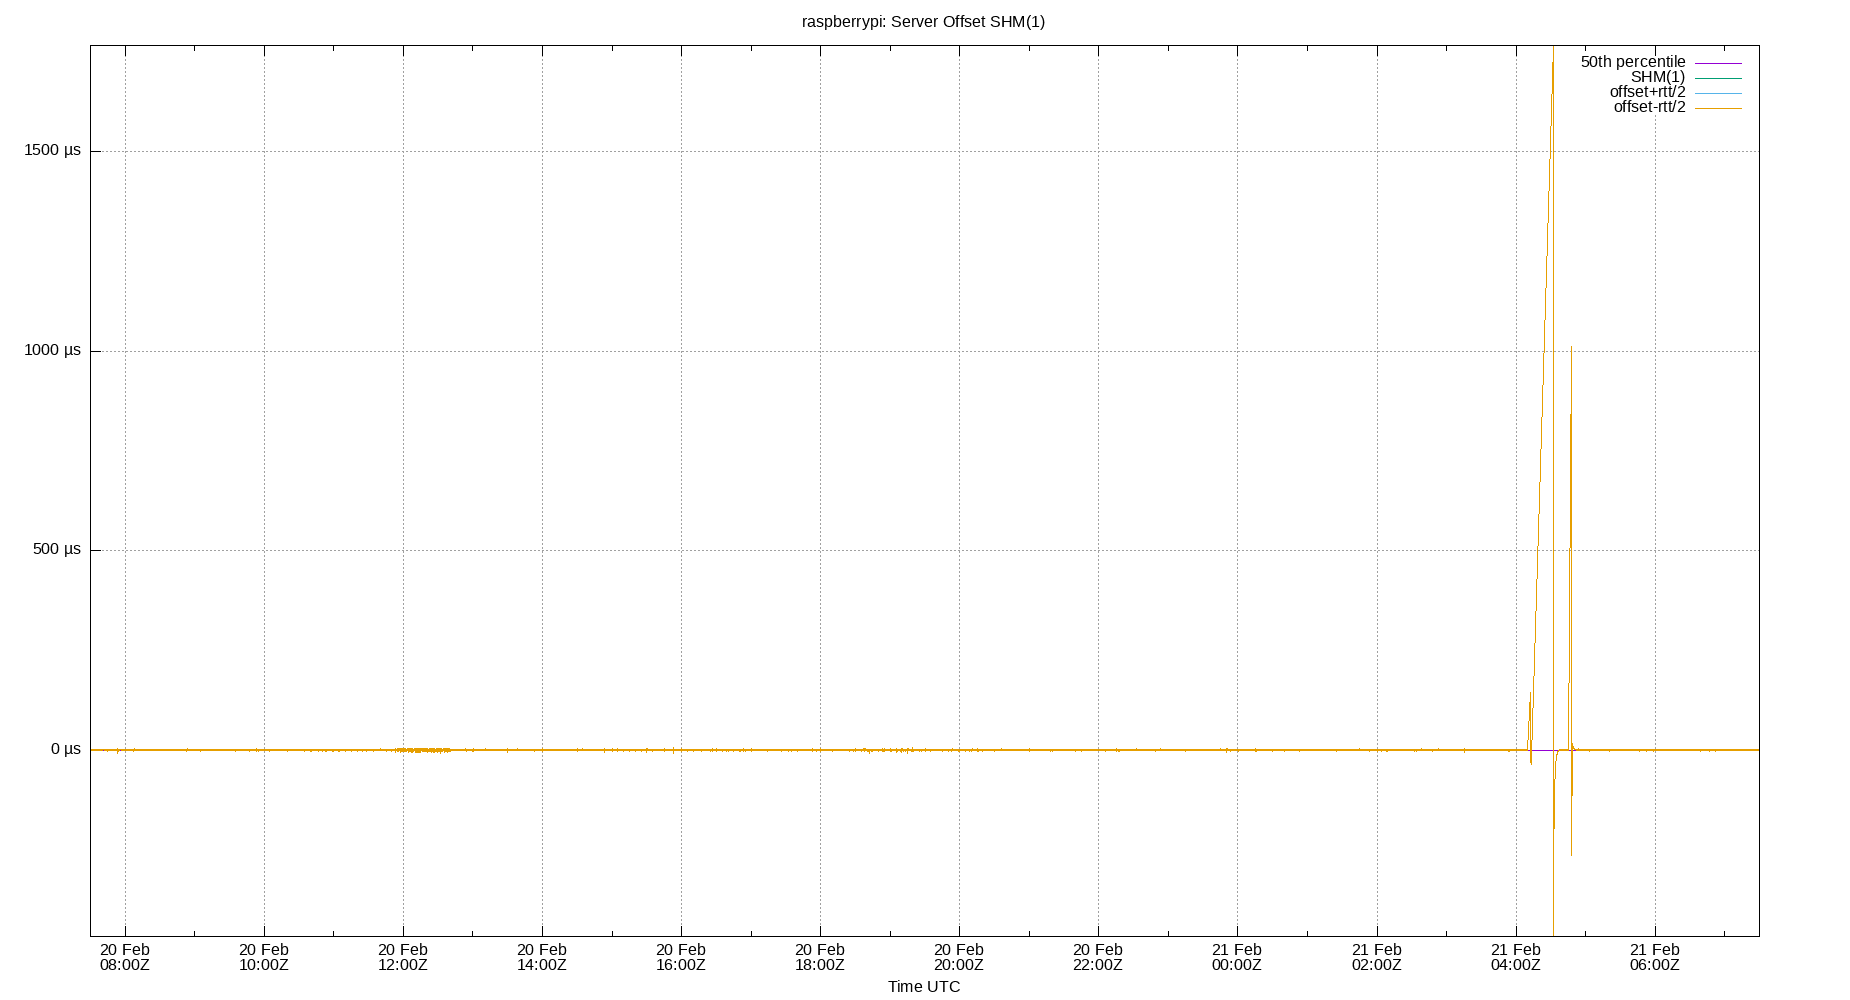 raspberrypi: Server Offset SHM(1)
50th percentile
SHM(1)
offset+rtt/2
offset-rtt/2
1500 µs
1000 µs
500 µs
0 µs
20 Feb 20 Feb 20 Feb 20 Feb 20 Feb 20 Feb 20 Feb 20 Feb 21 Feb 21 Feb 21 Feb 21 Feb
08:00Z 10:00Z 12:00Z 14:00Z 16:00Z 18:00Z 20:00Z 22:00Z 00:00Z 02:00Z 04:00Z 06:00Z
Time UTC